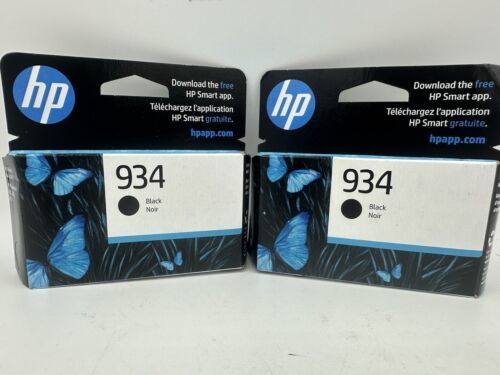 hp
Download the free
HP Smart app.
Téléchargez l'application
HP Smart gratuite.
hpapp.com
934
Black
Noir
hp
Download the free
HP Smart app.
Téléchargez l'application
HP Smart gratuite.
hpapp.com
934
Black
Noir